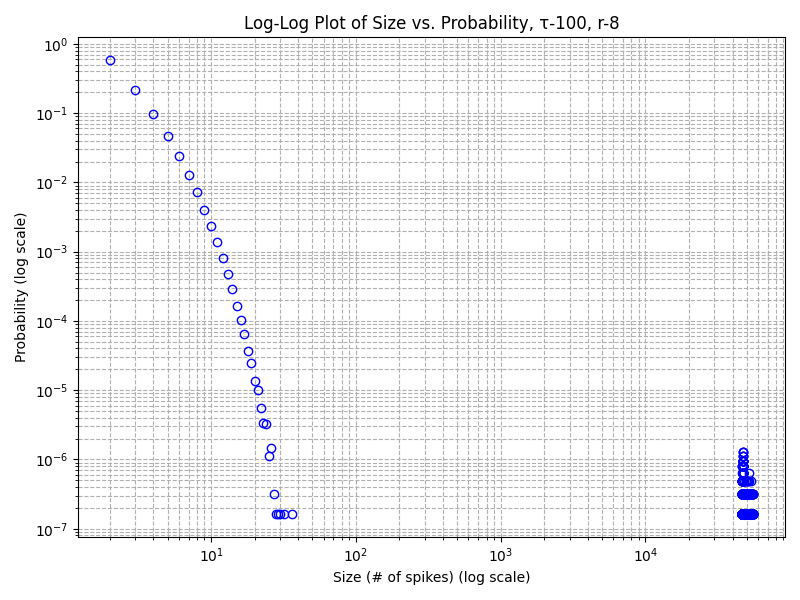 Log-Log Plot of Size vs. Probability, τ-100, r-8
Probability (log scale)
10⁰
10⁻¹
10⁻²
10⁻³
10⁻⁴
10⁻⁵
10⁻⁶
10⁻⁷
10¹ 10² 10³ 10⁴
Size (# of spikes) (log scale)